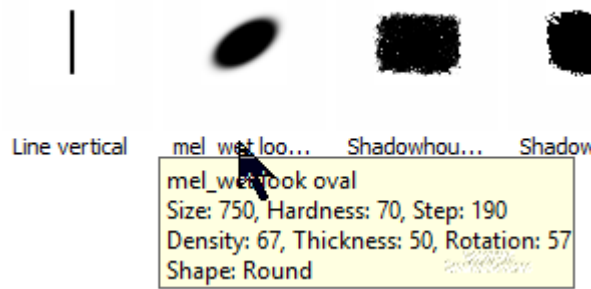 Line vertical
mel_wet loo...
Shadowhou...
Shadow
mel_wet look oval
Size: 750, Hardness: 70, Step: 190
Density: 67, Thickness: 50, Rotation: 57
Shape: Round